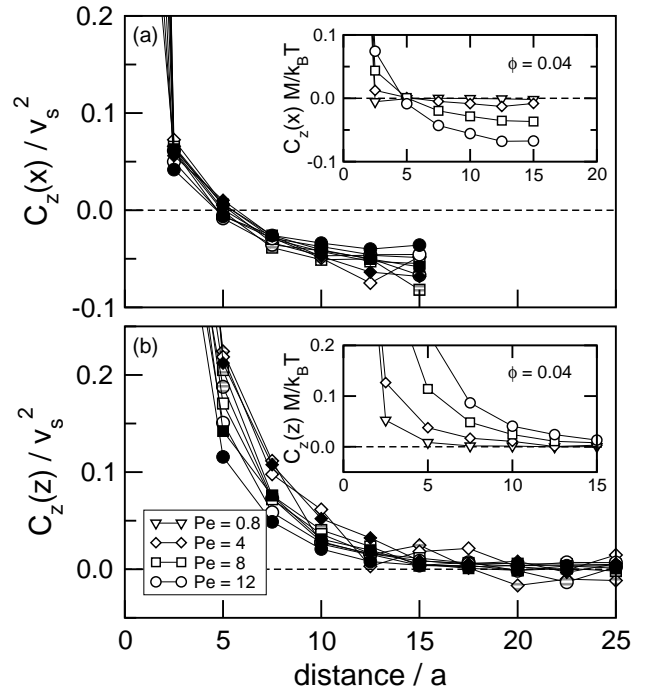 (a)
0.2
0.1
0.0
-0.1
C_z(x) / v_s^2
0.1
0.0
-0.1
0 5 10 15 20
C_z(x) M/k_BT
ϕ = 0.04
(b)
0.2
0.1
0.0
C_z(z) / v_s^2
0.2
0.1
0.0
0 5 10 15
C_z(z) M/k_BT
ϕ = 0.04
Pe = 0.8
Pe = 4
Pe = 8
Pe = 12
0 5 10 15 20 25
distance / a